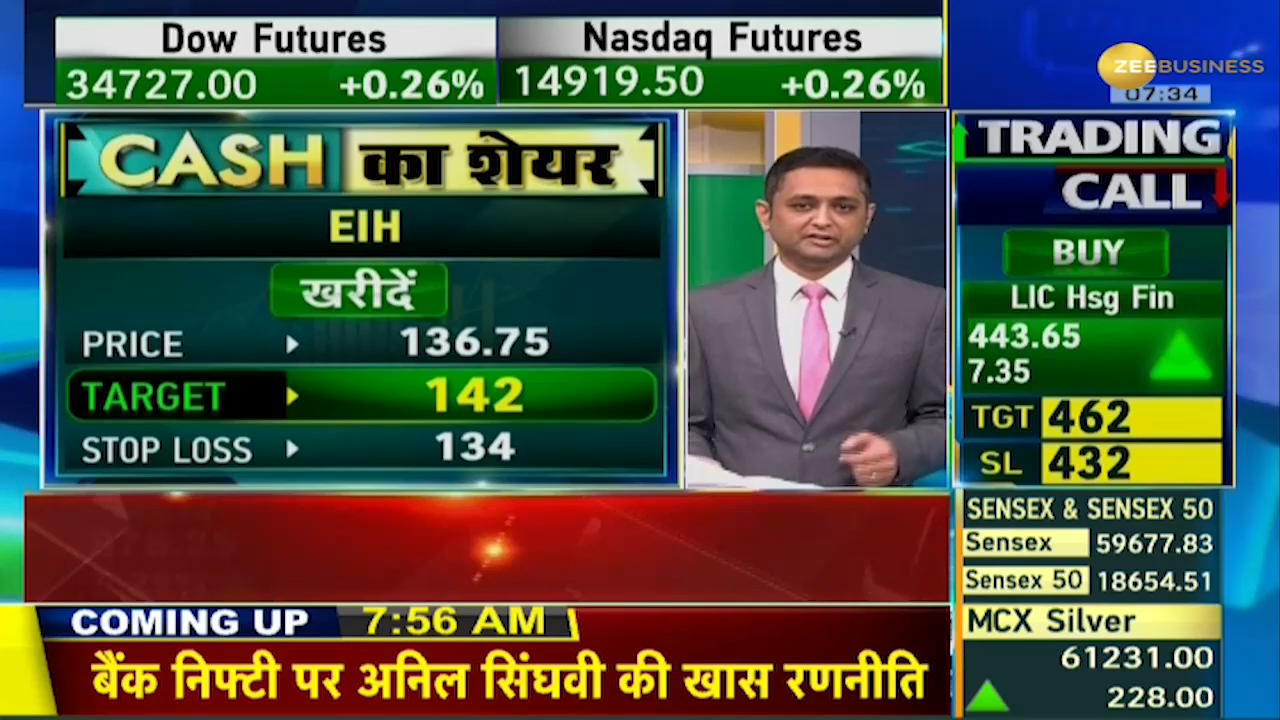 Dow Futures
34727.00 +0.26%
Nasdaq Futures
14919.50 +0.26%
ZEEBUSINESS
07:34
CASH का शेयर
EIH
खरीदें
PRICE 136.75
TARGET 142
STOP LOSS 134
TRADING
CALL
BUY
LIC Hsg Fin
443.65
7.35
TGT 462
SL 432
SENSEX & SENSEX 50
Sensex 59677.83
Sensex 50 18654.51
MCX Silver
61231.00
228.00
COMING UP 7:56 AM
बैंक निफ्टी पर अनिल सिंघवी की खास रणनीति